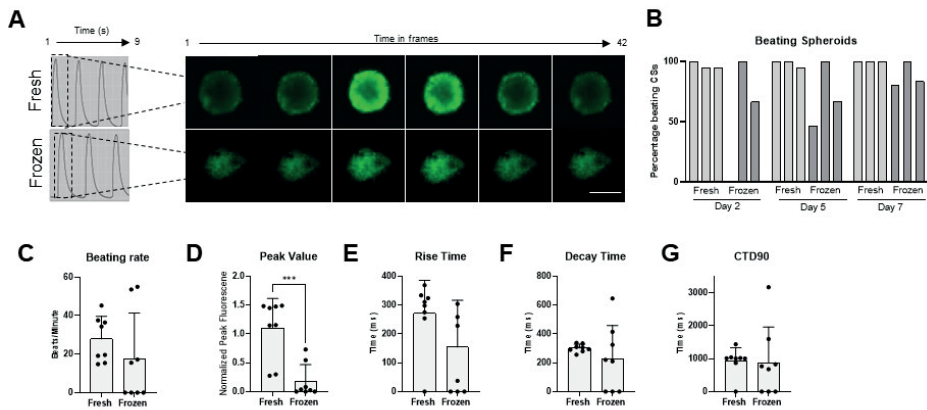 A
Time (s)
1
9
1
Time in frames
42
Fresh
Frozen
B
Beating Spheroids
Percentage beating CSs
100
50
0
Fresh Frozen Fresh Frozen Fresh Frozen
Day 2 Day 5 Day 7
C
Beating rate
Beats/Minute
60
40
20
0
Fresh Frozen
D
Peak Value
Normalized Peak Fluorescene
2.0
1.5
1.0
0.5
0.0
***
Fresh Frozen
E
Rise Time
Time (ms)
400
300
200
100
0
Fresh Frozen
F
Decay Time
Time (ms)
800
600
400
200
0
Fresh Frozen
G
CTD90
Time (ms)
4000
3000
2000
1000
0
Fresh Frozen